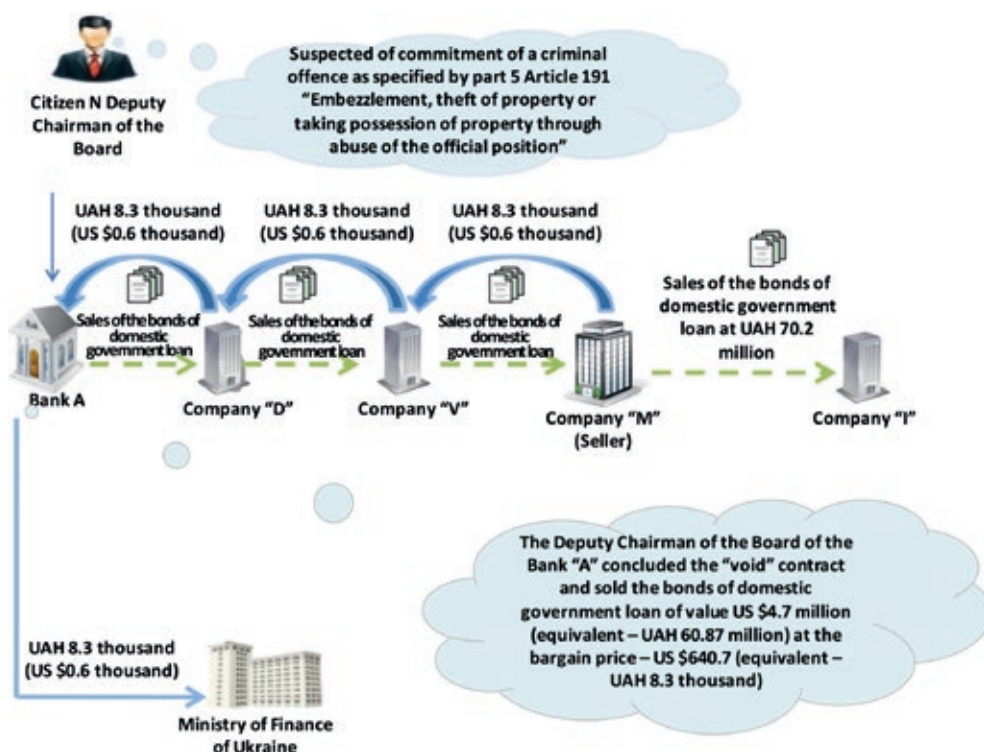 Suspected of commitment of a criminal
offence as specified by part 5 Article 191
“Embezzlement, theft of property or
taking possession of property through
abuse of the official position”
Citizen N Deputy
Chairman of the
Board
UAH 8.3 thousand
(US $0.6 thousand)
UAH 8.3 thousand
(US $0.6 thousand)
UAH 8.3 thousand
(US $0.6 thousand)
Sales of the bonds of
domestic
government loan
Sales of the bonds of
domestic
government loan
Sales of the bonds of
domestic
government loan
Sales of the bonds of
domestic government
loan at UAH 70.2
million
Bank A
Company “D”
Company “V”
Company “M”
(Seller)
Company “I”
The Deputy Chairman of the Board of the
Bank “A” concluded the “void” contract
and sold the bonds of domestic
government loan of value US $4.7 million
(equivalent – UAH 60.87 million) at the
bargain price – US $640.7 (equivalent –
UAH 8.3 thousand)
UAH 8.3 thousand
(US $0.6 thousand)
Ministry of Finance
of Ukraine